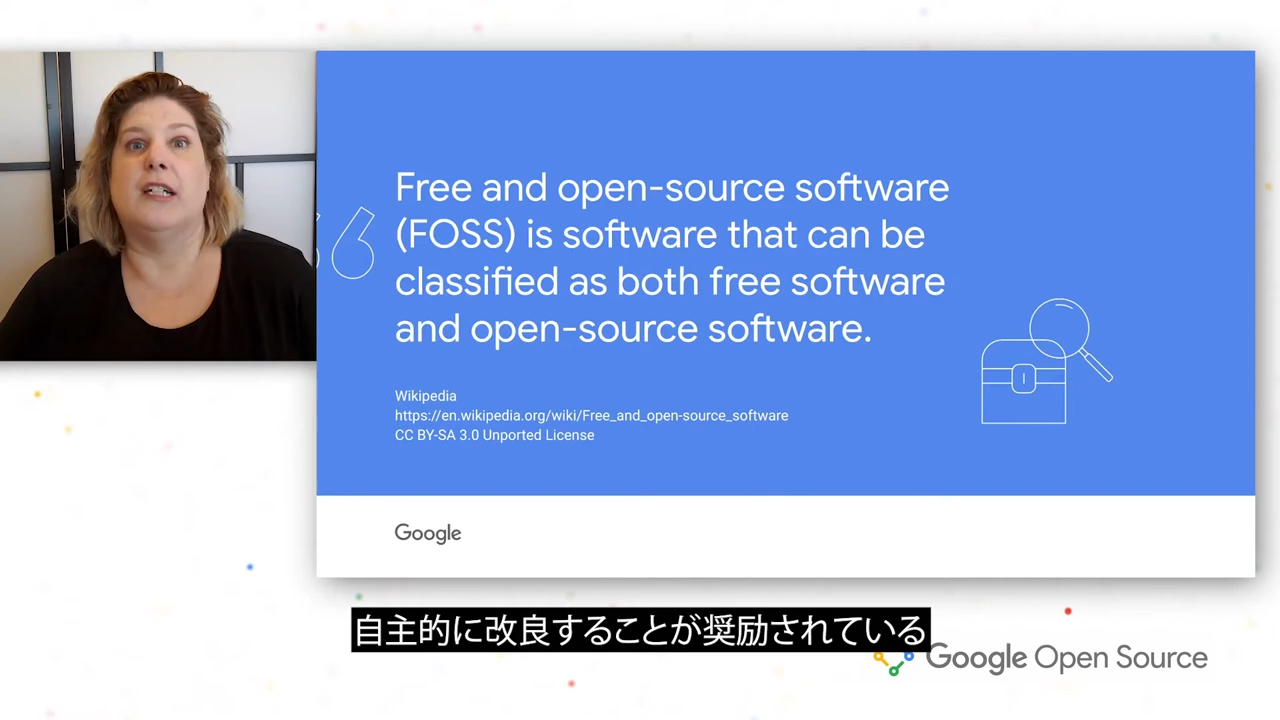 Free and open-source software
(FOSS) is software that can be
classified as both free software
and open-source software.
Wikipedia
https://en.wikipedia.org/wiki/Free_and_open-source_software
CC BY-SA 3.0 Unported License
Google
自主的に改良することが奨励されている
Google Open Source